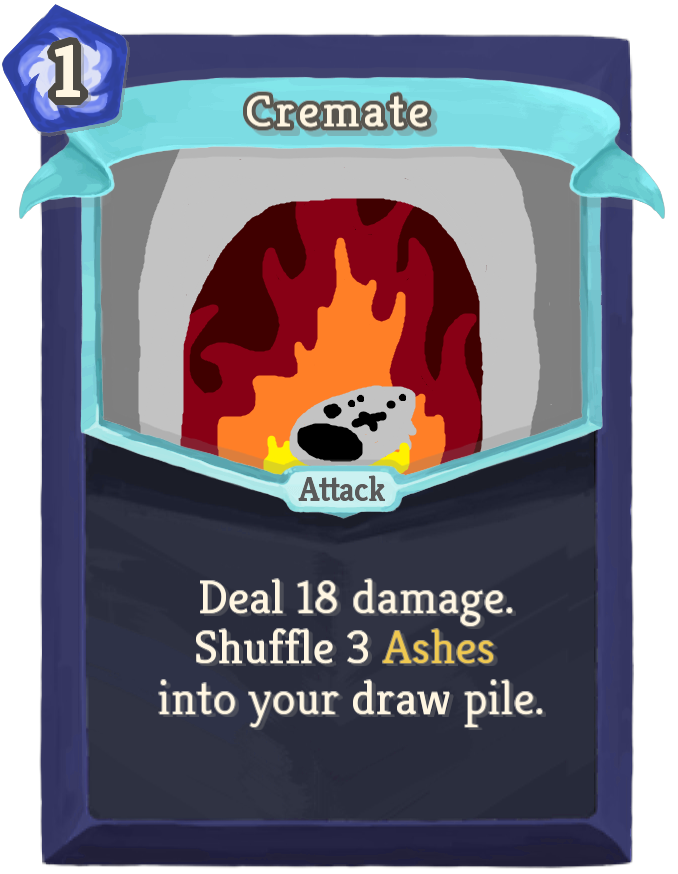 1
Cremate
Attack
Deal 18 damage.
Shuffle 3 Ashes
into your draw pile.